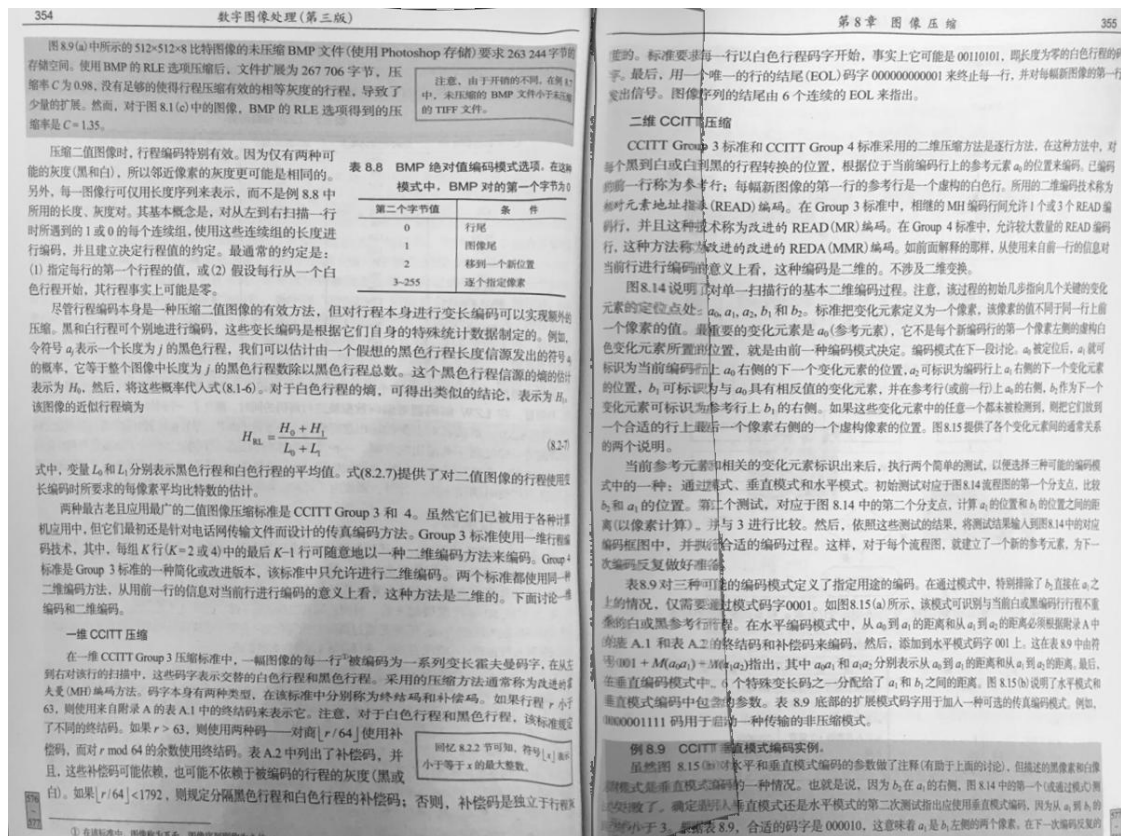 354
数字图像处理(第三版)
图8.9(a)中所示的512×512×8比特图像的未压缩BMP文件(使用Photoshop存储)要求263 244字节的
存储空间。使用BMP的RLE选项压缩后,文件扩展为267 706字节,压
缩率C为0.98,没有足够的使得行程压缩有效的相等灰度的行程,导致了
少量的扩展。然而,对于图8.1(c)中的图像,BMP的RLE选项得到的压
缩率是C=1.35。
注意,由于开销的不同,在例8.7
中,未压缩的BMP文件小于未压缩
的TIFF文件。
压缩二值图像时,行程编码特别有效。因为仅有两种可
能的灰度(黑和白),所以邻近像素的灰度更可能是相同的。
另外,每一图像行可仅用长度序列来表示,而不是例8.8中
所用的长度、灰度对。其基本概念是,对从左到右扫描一行
时所遇到的1或0的每个连续组,使用这些连续组的长度进
行编码,并且建立决定行程值的约定。最通常的约定是:
(1) 指定每行的第一个行程的值,或(2) 假设每行从一个白
色行程开始,其行程事实上可能是零。
表 8.8 BMP 绝对值编码模式选项,在这种
模式中,BMP对的第一个字节为0
第二个字节值 条 件
0 行尾
1 图像尾
2 移到一个新位置
3~255 逐个指定像素
尽管行程编码本身是一种压缩二值图像的有效方法,但对行程本身进行变长编码可以实现额外的
压缩。黑和白行程可个别地进行编码,这些变长编码是根据它们自身的特殊统计数据制定的。例如,
令符号aj表示一个长度为j的黑色行程,我们可以估计由一个假想的黑色行程长度信源发出的符号aj
的概率,它等于整个图像中长度为j的黑色行程数除以黑色行程总数。这个黑色行程信源的熵的估计
表示为H0,然后,将这些概率代入式(8.1-6)。对于白色行程的熵,可得出类似的结论,表示为H1。
该图像的近似行程熵为
H_RL = (H0 + H1) / (L0 + L1) (8.2-7)
式中,变量L0和L1分别表示黑色行程和白色行程的平均值。式(8.2.7)提供了对二值图像的行程使用变
长编码时所要求的每像素平均比特数的估计。
两种最古老且应用最广的二值图像压缩标准是CCITT Group 3和 4。虽然它们已被用于各种计算
机应用中,但它们最初还是针对电话网传输文件而设计的传真编码方法。Group 3标准使用一维行程编
码技术,其中,每组K行(K=2或4)中的最后K-1行可随意地以一种二维编码方法来编码。Group 4
标准是Group 3标准的一种简化或改进版本,该标准中只允许进行二维编码。两个标准都使用同一种
二维编码方法,从用前一行的信息对当前行进行编码的意义上看,这种方法是二维的。下面讨论一维
编码和二维编码。
一维 CCITT 压缩
在一维CCITT Group 3压缩标准中,一幅图像的每一行①被编码为一系列变长霍夫曼码字,在从左
到右对该行的扫描中,这些码字表示交替的白色行程和黑色行程。采用的压缩方法通常称为改进的霍
夫曼(MH)编码方法。码字本身有两种类型,在该标准中分别称为终结码和补偿码。如果行程r小于
63,则使用来自附录A的表A.1中的终结码来表示它。注意,对于白色行程和黑色行程,该标准规定
了不同的终结码。如果r > 63,则使用两种码——对商⌊r/64⌋使用补
偿码,而对r mod 64的余数使用终结码。表A.2中列出了补偿码,并
且,这些补偿码可能依赖,也可能不依赖于被编码的行程的灰度(黑或
白)。如果⌊r/64⌋<1792,则规定分隔黑色行程和白色行程的补偿码;否则,补偿码是独立于行程灰
回忆 8.2.2 节可知,符号⌊x⌋表示
小于等于x的最大整数。
576
577
第8章 图像压缩
355
度的。标准要求每一行以白色行程码字开始,事实上它可能是00110101,即长度为零的白色行程的码
字。最后,用一个唯一的行的结尾(EOL)码字000000000001来终止每一行,并对每幅新图像的第一行
发出信号。图像序列的结尾由6个连续的EOL来指出。
二维 CCITT 压缩
CCITT Group 3标准和CCITT Group 4标准采用的二维压缩方法是逐行方法,在这种方法中,对
每个黑到白或白到黑的行程转换的位置,根据位于当前编码行上的参考元素a0的位置来编码。已编码
的前一行称为参考行;每幅新图像的第一行的参考行是一个虚构的白色行。所用的二维编码技术称为
相对元素地址指派(READ)编码。在Group 3标准中,相继的MH编码行间允许1个或3个READ编
码行,并且这种技术称为改进的READ(MR)编码。在Group 4标准中,允许较大数量的READ编码
行,这种方法称为改进的改进的REDA(MMR)编码。如前面解释的那样,从使用来自前一行的信息对
当前行进行编码的意义上看,这种编码是二维的。不涉及二维变换。
图8.14说明了对单一扫描行的基本二维编码过程。注意,该过程的初始几步指向几个关键的变化
元素的定位点处:a0, a1, a2, b1和b2。标准把变化元素定义为一个像素,该像素的值不同于同一行上前
一个像素的值。最重要的变化元素是a0(参考元素),它不是每个新编码行的第一个像素左侧的虚构白
色变化元素所置的位置,就是由前一种编码模式决定。编码模式在下一段讨论。a0被定位后,a1就可
标识为当前编码行上a0右侧的下一个变化元素的位置,a2可标识为编码行上a1右侧的下一个变化元素
的位置,b1可标识为与a0具有相反值的变化元素,并在参考行(或前一行)上a0的右侧,b2作为下一个
变化元素可标识为参考行上b1的右侧。如果这些变化元素中的任意一个都未被检测到,则把它们放到
一个合适的行上最后一个像素右侧的一个虚构像素的位置。图8.15提供了各个变化元素间的通常关系
的两个说明。
当前参考元素和相关的变化元素标识出来后,执行两个简单的测试,以便选择三种可能的编码模
式中的一种:通过模式、垂直模式和水平模式。初始测试对应于图8.14流程图的第一个分支点,比较
b2和a1的位置。第二个测试,对应于图8.14中的第二个分支点,计算a1的位置和b1的位置之间的距
离(以像素计算),并与3进行比较。然后,依照这些测试的结果,将测试结果输入到图8.14中的对应
编码框图中,并执行合适的编码过程。这样,对于每个流程图,就建立了一个新的参考元素,为下一
次编码反复做好准备。
表8.9对三种可能的编码模式定义了指定用途的编码。在通过模式中,特别排除了b2直接在a1之
上的情况,仅需要通过模式码字0001。如图8.15(a)所示,该模式可识别与当前白或黑编码行行程不重
叠的白或黑参考行行程。在水平编码模式中,从a0到a1的距离和从a1到a2的距离必须根据附录A中
的表A.1和表A.2的终结码和补偿码来编码,然后,添加到水平模式码字001上。这在表8.9中由符
号001 + M(a0a1) + M(a1a2)指出,其中a0a1和a1a2分别表示从a0到a1的距离和从a1到a2的距离。最后,
在垂直编码模式中,6个特殊变长码之一分配给了a1和b1之间的距离。图8.15(b)说明了水平模式和
垂直模式编码中包含的参数。表8.9底部的扩展模式码字用于加入一种可选的传真编码模式。例如,
0000001111码用于启动一种传输的非压缩模式。
例 8.9 CCITT 垂直模式编码实例。
虽然图8.15(b)对水平和垂直模式编码的参数做了注释(有助于上面的讨论),但描述的黑像素和白像
素模式是垂直模式编码的一种情况。也就是说,因为b2在a1的右侧,图8.14中的第一个(或通过模式)测
试失败了。确定是用垂直模式还是水平模式的第二次测试指出应使用垂直模式编码,因为从a1到b1的
距离小于3。根据表8.9,合适的码字是000010,这意味着a1是b1左侧的两个像素。在下一次编码反复的